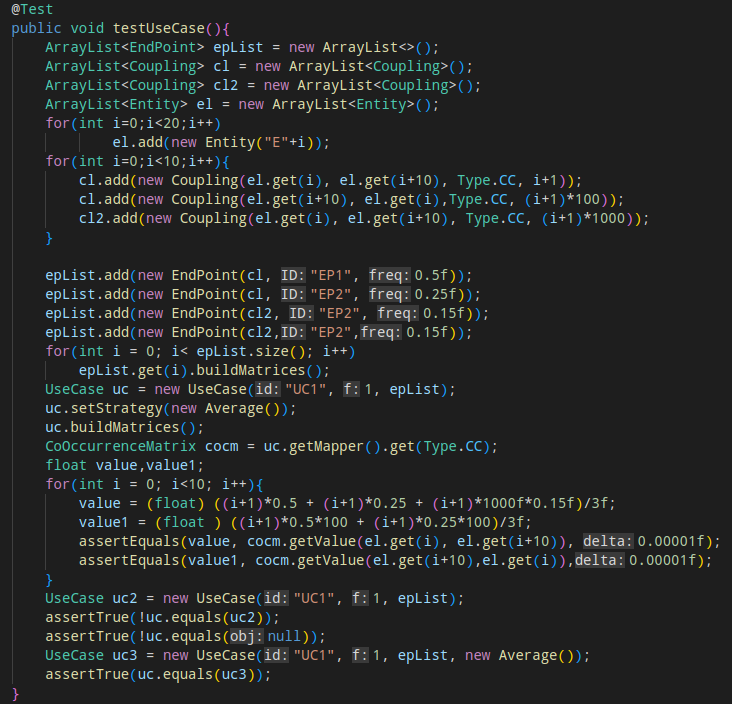 @Test
public void testUseCase(){
    ArrayList<EndPoint> epList = new ArrayList<>();
    ArrayList<Coupling> cl = new ArrayList<Coupling>();
    ArrayList<Coupling> cl2 = new ArrayList<Coupling>();
    ArrayList<Entity> el = new ArrayList<Entity>();
    for(int i=0;i<20;i++)
            el.add(new Entity("E"+i));
    for(int i=0;i<10;i++){
        cl.add(new Coupling(el.get(i), el.get(i+10), Type.CC, i+1));
        cl.add(new Coupling(el.get(i+10), el.get(i),Type.CC, (i+1)*100));
        cl2.add(new Coupling(el.get(i), el.get(i+10), Type.CC, (i+1)*1000));
    }

    epList.add(new EndPoint(cl, ID: "EP1", freq: 0.5f));
    epList.add(new EndPoint(cl, ID: "EP2", freq: 0.25f));
    epList.add(new EndPoint(cl2, ID: "EP2", freq: 0.15f));
    epList.add(new EndPoint(cl2,ID: "EP2",freq: 0.15f));
    for(int i = 0; i< epList.size(); i++)
        epList.get(i).buildMatrices();
    UseCase uc = new UseCase(id: "UC1", f: 1, epList);
    uc.setStrategy(new Average());
    uc.buildMatrices();
    CoOccurrenceMatrix cocm = uc.getMapper().get(Type.CC);
    float value,value1;
    for(int i = 0; i<10; i++){
        value = (float) ((i+1)*0.5 + (i+1)*0.25 + (i+1)*1000f*0.15f)/3f;
        value1 = (float ) ((i+1)*0.5*100 + (i+1)*0.25*100)/3f;
        assertEquals(value, cocm.getValue(el.get(i), el.get(i+10)), delta: 0.00001f);
        assertEquals(value1, cocm.getValue(el.get(i+10),el.get(i)),delta: 0.00001f);
    }
    UseCase uc2 = new UseCase(id: "UC1", f: 1, epList);
    assertTrue(!uc.equals(uc2));
    assertTrue(!uc.equals(obj: null));
    UseCase uc3 = new UseCase(id: "UC1", f: 1, epList, new Average());
    assertTrue(uc.equals(uc3));
}